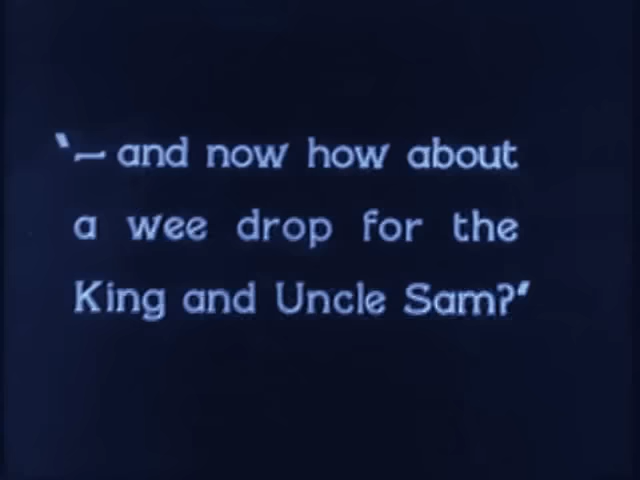 ‛— and now how about
a wee drop for the
King and Uncle Sam?‛